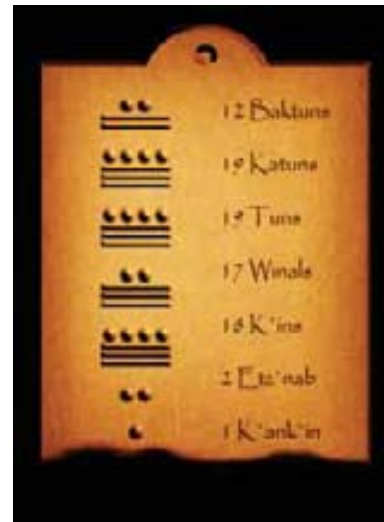 12 Baktuns
19 Katuns
19 Tuns
17 Winals
18 K'ins
2 Etz'nab
1 K'ank'in